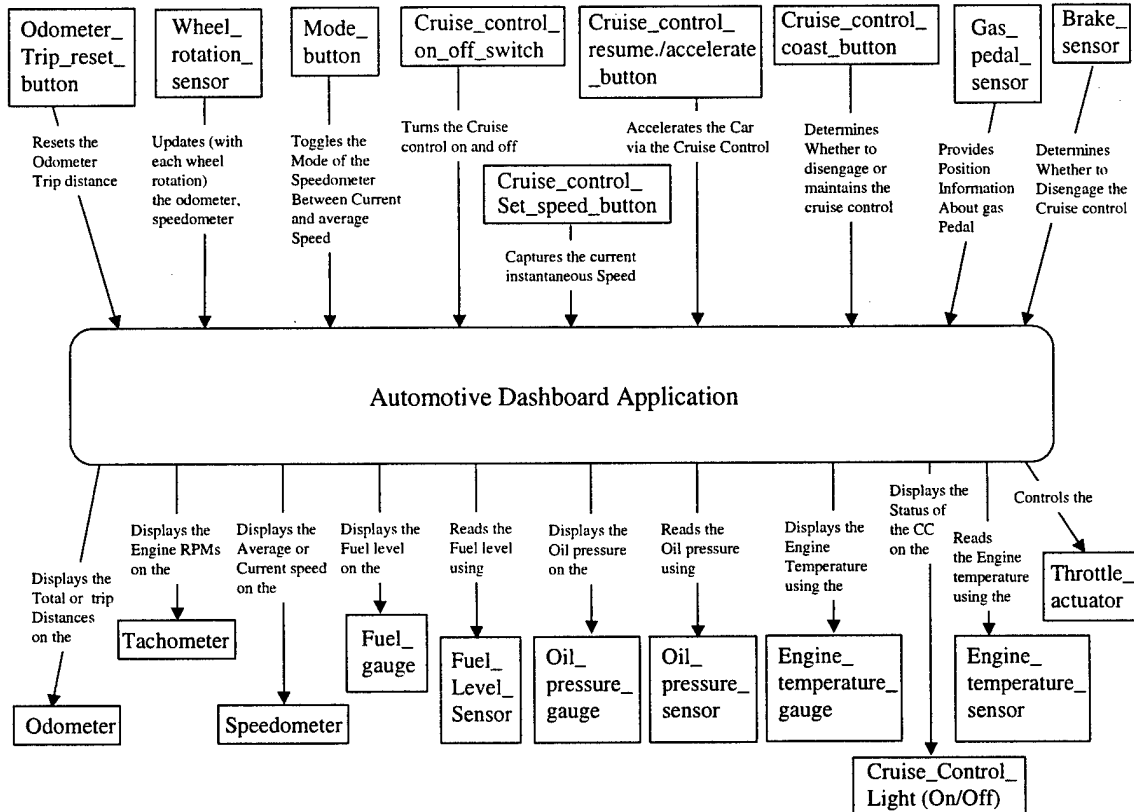 Odometer_
Trip_reset_
button
Wheel_
rotation_
sensor
Mode_
button
Cruise_control_
on_off_switch
Cruise_control_
resume./accelerate
_button
Cruise_control_
coast_button
Gas_
pedal_
sensor
Brake_
sensor
Resets the
Odometer
Trip distance
Updates (with
each wheel
rotation)
the odometer,
speedometer
Toggles the
Mode of the
Speedometer
Between Current
and average
Speed
Turns the Cruise
control on and off
Accelerates the Car
via the Cruise Control
Determines
Whether to
disengage or
maintains the
cruise control
Provides
Position
Information
About gas
Pedal
Determines
Whether to
Disengage the
Cruise control
Cruise_control_
Set_speed_button
Captures the current
instantaneous Speed
Automotive Dashboard Application
Displays the
Total or trip
Distances
on the
Displays the
Engine RPMs
on the
Displays the
Average or
Current speed
on the
Displays the
Fuel level
on the
Reads the
Fuel level
using
Displays the
Oil pressure
on the
Reads the
Oil pressure
using
Displays the
Engine
Temperature
using the
Displays the
Status of
the CC
on the
Reads
the Engine
temperature
using the
Controls the
Odometer
Tachometer
Speedometer
Fuel_
gauge
Fuel_
Level_
Sensor
Oil_
pressure_
gauge
Oil_
pressure_
sensor
Engine_
temperature_
gauge
Engine_
temperature_
sensor
Throttle_
actuator
Cruise_Control_
Light (On/Off)